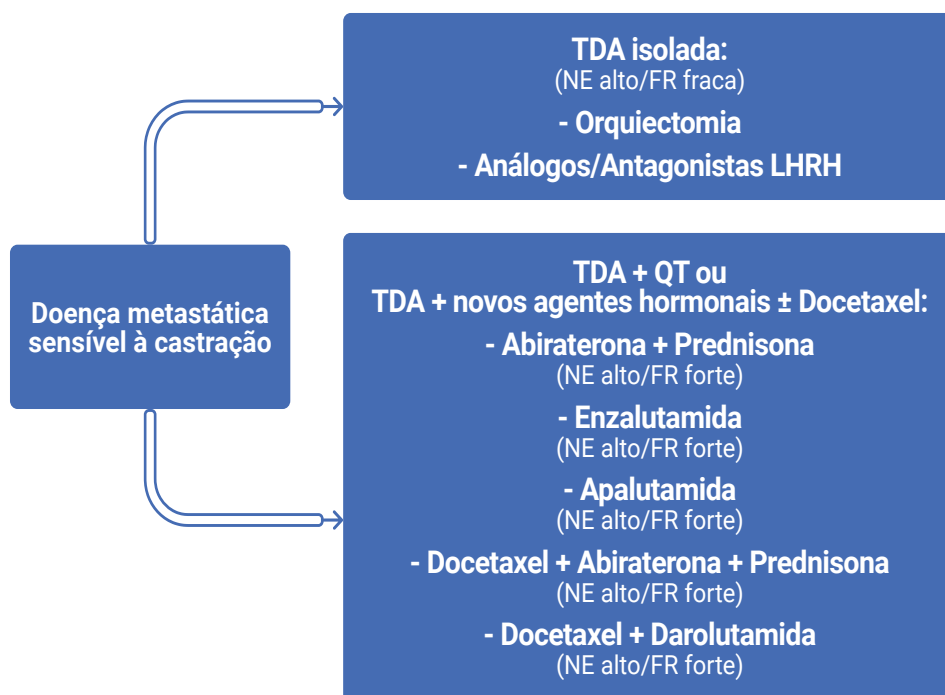 Doença metastática
sensível à castração
TDA isolada:
(NE alto/FR fraca)
- Orquiectomia
- Análogos/Antagonistas LHRH
TDA + QT ou
TDA + novos agentes hormonais ± Docetaxel:
- Abiraterona + Prednisona
(NE alto/FR forte)
- Enzalutamida
(NE alto/FR forte)
- Apalutamida
(NE alto/FR forte)
- Docetaxel + Abiraterona + Prednisona
(NE alto/FR forte)
- Docetaxel + Darolutamida
(NE alto/FR forte)